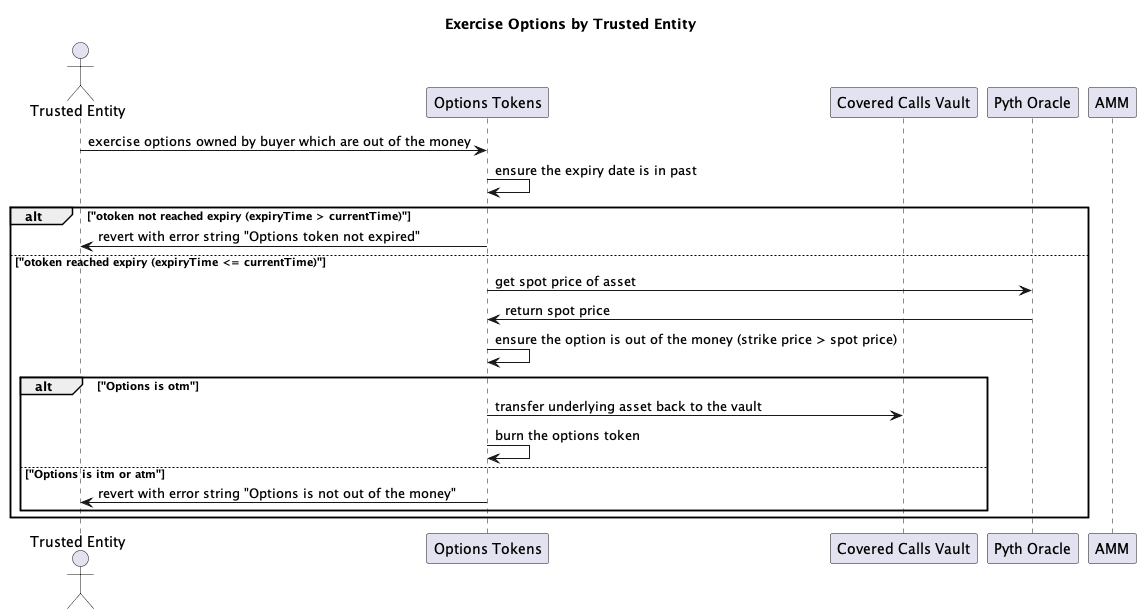 Exercise Options by Trusted Entity
Trusted Entity
Options Tokens
Covered Calls Vault
Pyth Oracle
AMM
exercise options owned by buyer which are out of the money
ensure the expiry date is in past
alt
["otoken not reached expiry (expiryTime > currentTime)"]
revert with error string "Options token not expired"
["otoken reached expiry (expiryTime <= currentTime)"]
get spot price of asset
return spot price
ensure the option is out of the money (strike price > spot price)
alt
["Options is otm"]
transfer underlying asset back to the vault
burn the options token
["Options is itm or atm"]
revert with error string "Options is not out of the money"
Trusted Entity
Options Tokens
Covered Calls Vault
Pyth Oracle
AMM